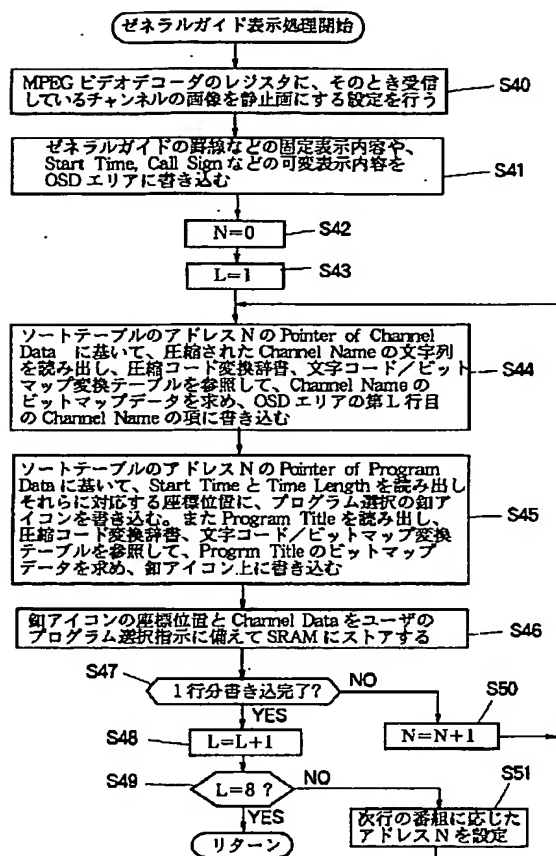 ゼネラルガイド表示処理開始
MPEG ビデオデコーダのレジスタに、そのとき受信
しているチャンネルの画像を静止画にする設定を行う
S40
ゼネラルガイドの罫線などの固定表示内容や、
Start Time, Call Sign などの可変表示内容を
OSD エリアに書き込む
S41
N=0
S42
L=1
S43
ソートテーブルのアドレス N の Pointer of Channel
Data に基いて、圧縮された Channel Name の文字列
を読み出し、圧縮コード変換辞書、文字コード/ビット
マップ変換テーブルを参照して、Channel Name の
ビットマップデータを求め、OSD エリアの第 L 行目
の Channel Name の項に書き込む
S44
ソートテーブルのアドレス N の Pointer of Program
Data に基いて、Start Time と Time Length を読み出し
それらに対応する座標位置に、プログラム選択の釦ア
イコンを書き込む。また Program Title を読み出し、
圧縮コード変換辞書、文字コード/ビットマップ変換
テーブルを参照して、Progrm Title のビットマップ
データを求め、釦アイコン上に書き込む
S45
釦アイコンの座標位置と Channel Data をユーザの
プログラム選択指示に備えて SRAM にストアする
S46
S47
1 行分書き込完了?
NO
YES
S50
N=N+1
S48
L=L+1
S49
L=8 ?
NO
YES
S51
次行の番組に応じた
アドレス N を設定
リターン